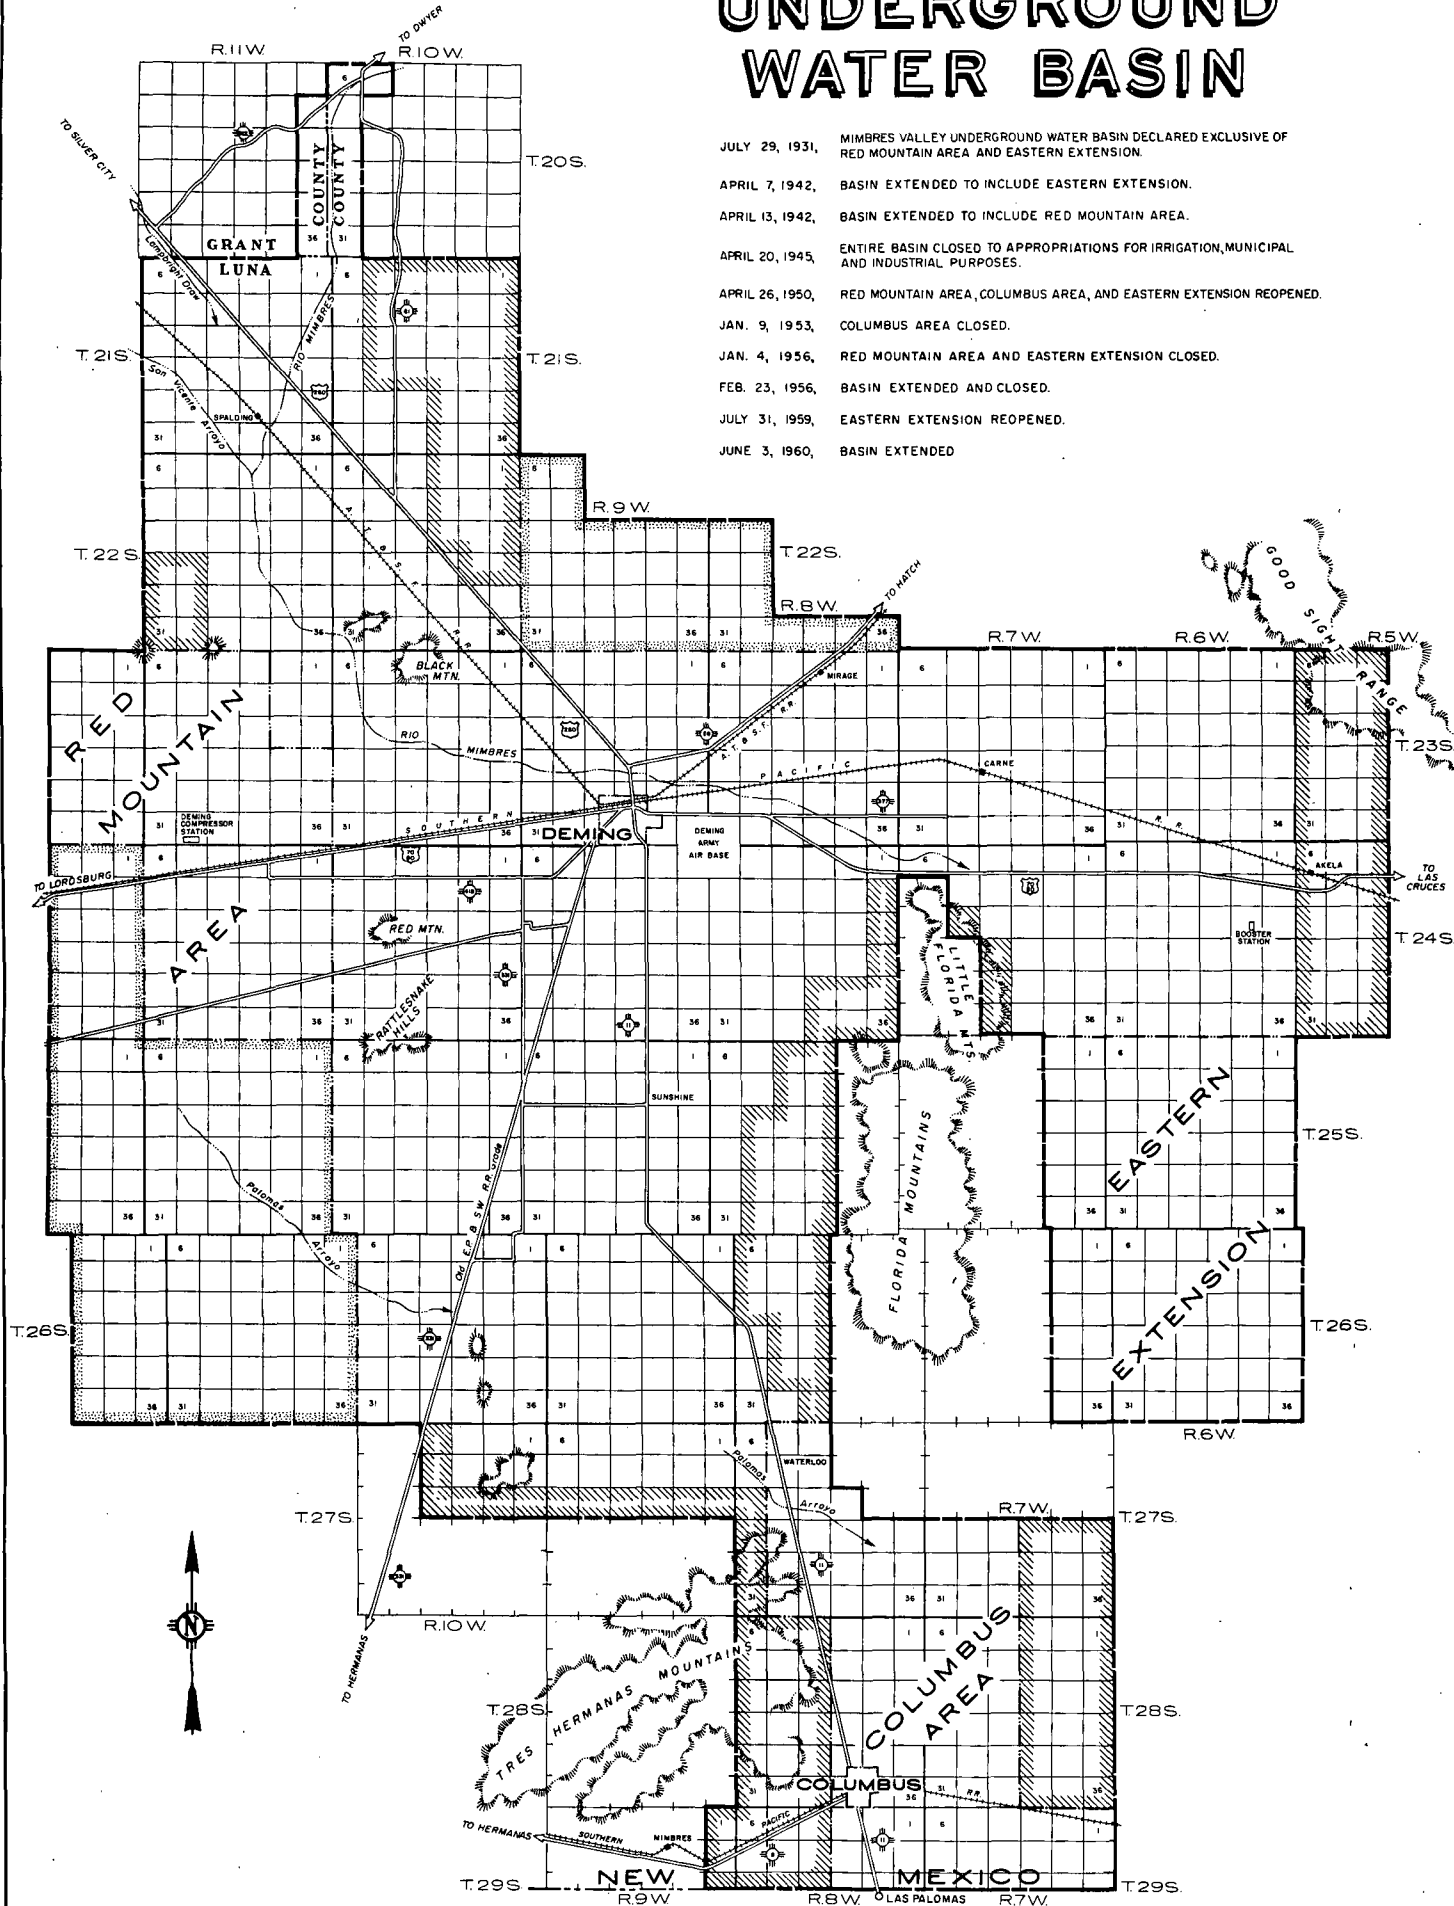 UNDERGROUND
WATER BASIN
JULY 29, 1931, MIMBRES VALLEY UNDERGROUND WATER BASIN DECLARED EXCLUSIVE OF
RED MOUNTAIN AREA AND EASTERN EXTENSION.
APRIL 7, 1942, BASIN EXTENDED TO INCLUDE EASTERN EXTENSION.
APRIL 13, 1942, BASIN EXTENDED TO INCLUDE RED MOUNTAIN AREA.
APRIL 20, 1945, ENTIRE BASIN CLOSED TO APPROPRIATIONS FOR IRRIGATION, MUNICIPAL
AND INDUSTRIAL PURPOSES.
APRIL 26, 1950, RED MOUNTAIN AREA, COLUMBUS AREA, AND EASTERN EXTENSION REOPENED.
JAN. 9, 1953, COLUMBUS AREA CLOSED.
JAN. 4, 1956, RED MOUNTAIN AREA AND EASTERN EXTENSION CLOSED.
FEB. 23, 1956, BASIN EXTENDED AND CLOSED.
JULY 31, 1959, EASTERN EXTENSION REOPENED.
JUNE 3, 1960, BASIN EXTENDED
TO DWYER
R.11W. R.10W.
TO SILVER CITY
T.20S.
COUNTY
COUNTY
GRANT
LUNA
Lampbright Draw
RIO MIMBRES
T.21S. T.21S.
San Vicente Arroyo
SPALDING
A. T. & S. F. R.R.
R.9W.
T.22S. T.22S.
TO HATCH
R.8W.
GOOD SIGHT RANGE
R.7W. R.6W. R.5W.
BLACK
MTN.
MIRAGE
RED MOUNTAIN AREA
RIO MIMBRES
A.T. & S.F. R.R.
T.23S.
SOUTHERN PACIFIC R.R.
CARNE
DEMING
COMPRESSOR
STATION
DEMING
DEMING
ARMY
AIR BASE
AKELA
TO LORDSBURG
TO
LAS
CRUCES
RED MTN.
BOOSTER
STATION
T.24S.
LITTLE
FLORIDA MTS.
RATTLESNAKE
HILLS
SUNSHINE
Old E.P. & S.W. RR. Grade
FLORIDA MOUNTAINS
EASTERN
EXTENSION
T.25S.
Palomas Arroyo
T.26S. T.26S.
R.6W.
WATERLOO
Palomas Arroyo
R.7W.
T.27S. T.27S.
N
R.10W.
TO HERMANAS
TRES HERMANAS MOUNTAINS
COLUMBUS
AREA
T.28S. T.28S.
COLUMBUS
RR.
TO HERMANAS
SOUTHERN PACIFIC
MIMBRES
NEW MEXICO
T.29S. T.29S.
R.9W. R.8W. LAS PALOMAS R.7W.